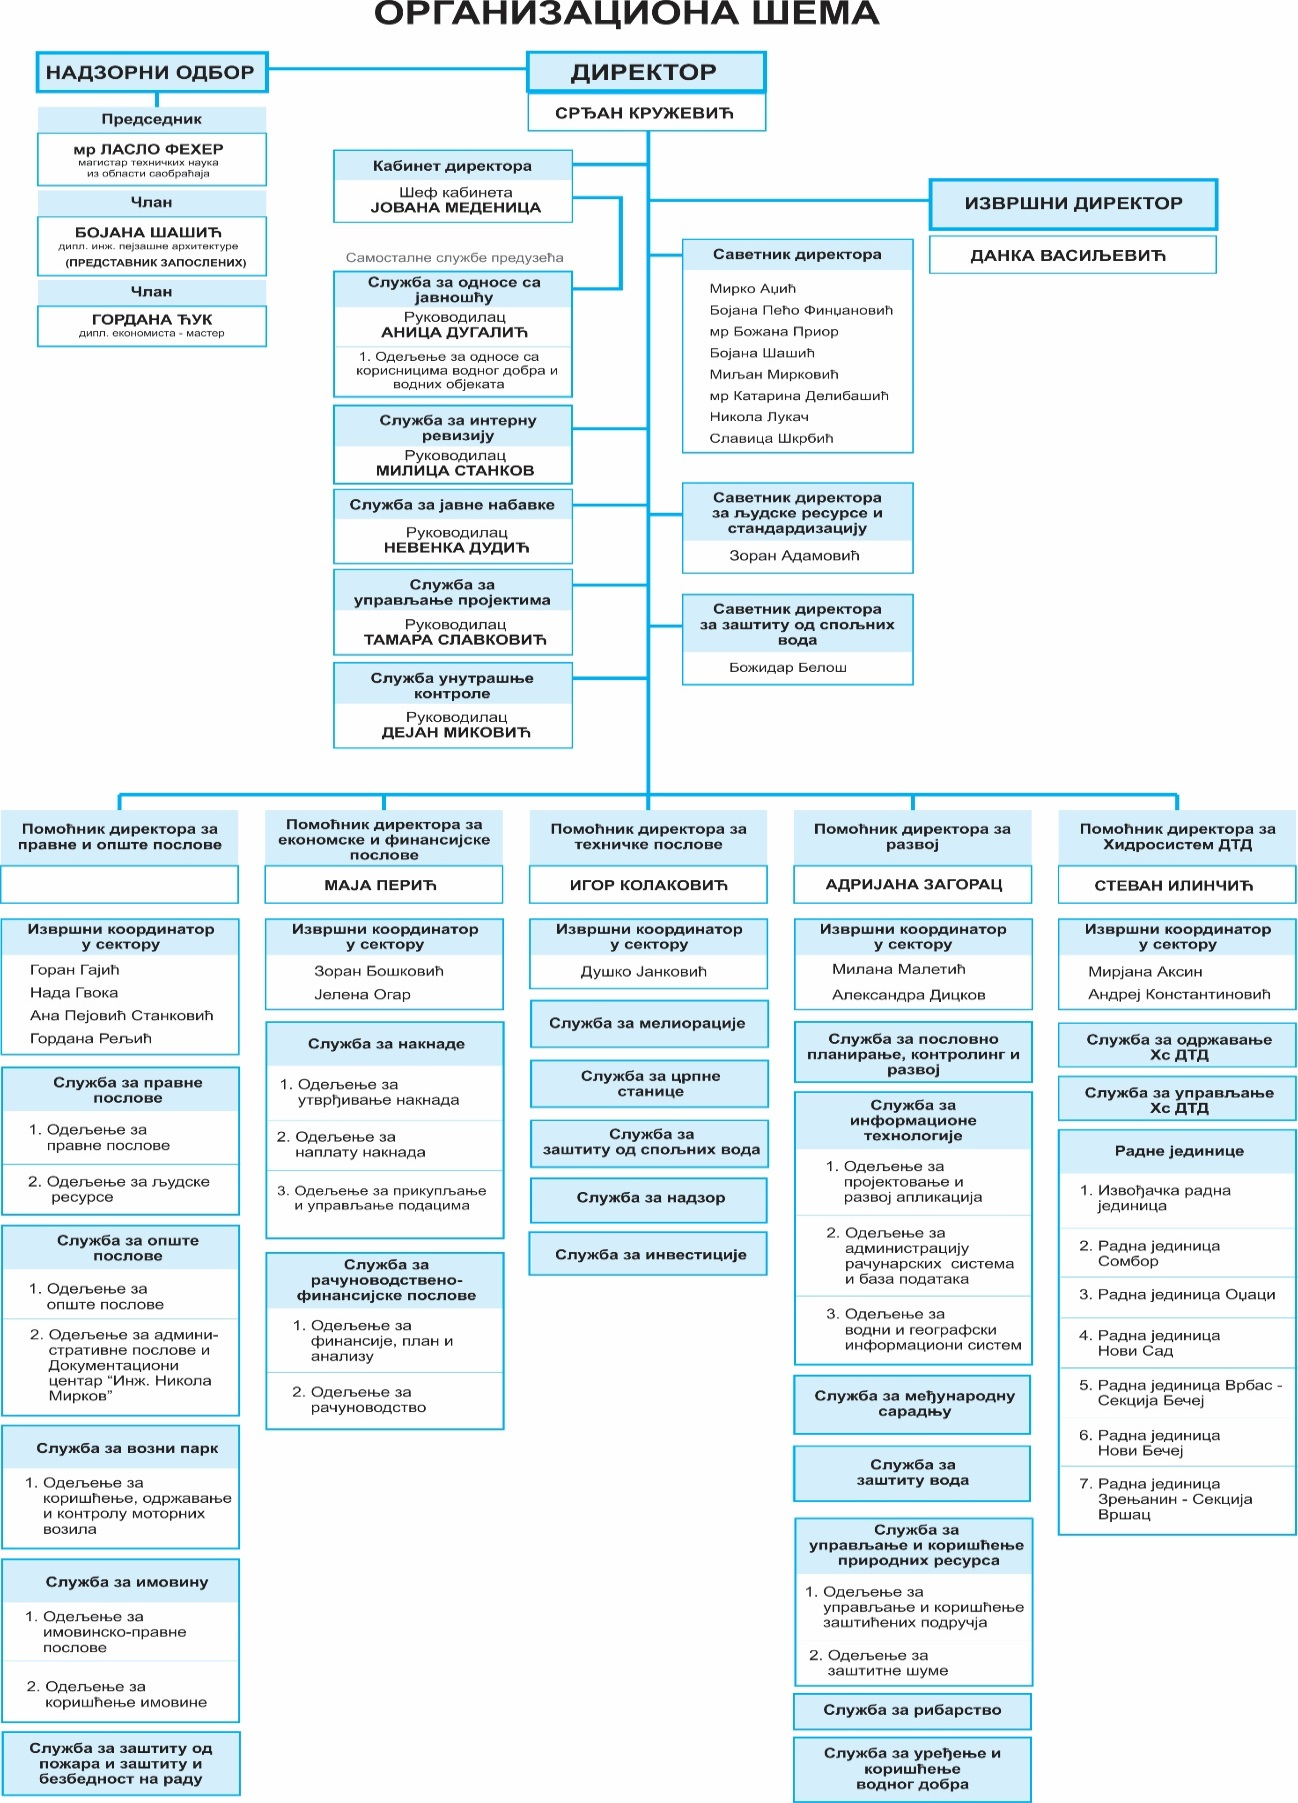 ОРГАНИЗАЦИОНА ШЕМА
НАДЗОРНИ ОДБОР
Председник
мр ЛАСЛО ФЕХЕР
магистар техничких наука
из области саобраћаја
Члан
БОЈАНА ШАШИЋ
дипл. инж. пејзашне архитектуре
(ПРЕДСТАВНИК ЗАПОСЛЕНИХ)
Члан
ГОРДАНА ЋУК
дипл. економиста - мастер
ДИРЕКТОР
СРЂАН КРУЖЕВИЋ
ИЗВРШНИ ДИРЕКТОР
ДАНКА ВАСИЉЕВИЋ
Кабинет директора
Шеф кабинета
ЈОВАНА МЕДЕНИЦА
Самосталне службе предузећа
Служба за односе са
јавношћу
Руководилац
АНИЦА ДУГАЛИЋ
1. Одељење за односе са
корисницима водног добра и
водних објеката
Служба за интерну
ревизију
Руководилац
МИЛИЦА СТАНКОВ
Служба за јавне набавке
Руководилац
НЕВЕНКА ДУДИЋ
Служба за
управљање пројектима
Руководилац
ТАМАРА СЛАВКОВИЋ
Служба унутрашње
контроле
Руководилац
ДЕЈАН МИКОВИЋ
Саветник директора
Мирко Аџић
Бојана Пећо Финџановић
мр Божана Приор
Бојана Шашић
Миљан Мирковић
мр Катарина Делибашић
Никола Лукач
Славица Шкрбић
Саветник директора
за људске ресурсе и
стандардизацију
Зоран Адамовић
Саветник директора
за заштиту од спољних
вода
Божидар Белош
Помоћник директора за
правне и опште послове
Извршни координатор
у сектору
Горан Гајић
Нада Гвока
Ана Пејовић Станковић
Гордана Рељић
Служба за правне
послове
1. Одељење за
правне послове
2. Одељење за људске
ресурсе
Служба за опште
послове
1. Одељење за
опште послове
2. Одељење за админи-
стративне послове и
Документациони
центар “Инж. Никола
Мирков”
Служба за возни парк
1. Одељење за
коришћење, одржавање
и контролу моторних
возила
Служба за имовину
1. Одељење за
имовинско-правне
послове
2. Одељење за
коришћење имовине
Служба за заштиту од
пожара и заштиту и
безбедност на раду
Помоћник директора за
економске и финансијске
послове
МАЈА ПЕРИЋ
Извршни координатор
у сектору
Зоран Бошковић
Јелена Огар
Служба за накнаде
1. Одељење за
утврђивање накнада
2. Одељење за
наплату накнада
3. Одељење за прикупљање
и управљање подацима
Служба за
рачуноводствено-
финансијске послове
1. Одељење за
финансије, план и
анализу
2. Одељење за
рачуноводство
Помоћник директора за
техничке послове
ИГОР КОЛАКОВИЋ
Извршни координатор
у сектору
Душко Јанковић
Служба за мелиорације
Служба за црпне
станице
Служба за
заштиту од спољних вода
Служба за надзор
Служба за инвестиције
Помоћник директора за
развој
АДРИЈАНА ЗАГОРАЦ
Извршни координатор
у сектору
Милана Малетић
Александра Дицков
Служба за пословно
планирање, контролинг и
развој
Служба за
информационе
технологије
1. Одељење за
пројектовање и
развој апликација
2. Одељење за
администрацију
рачунарских система
и база података
3. Одељење за
водни и географски
информациони систем
Служба за међународну
сарадњу
Служба за
заштиту вода
Служба за
управљање и коришћење
природних ресурса
1. Одељење за
управљање и коришћење
заштићених подручја
2. Одељење за
заштитне шуме
Служба за рибарство
Служба за уређење и
коришћење
водног добра
Помоћник директора за
Хидросистем ДТД
СТЕВАН ИЛИНЧИЋ
Извршни координатор
у сектору
Мирјана Аксин
Андреј Константиновић
Служба за одржавање
Хс ДТД
Служба за управљање
Хс ДТД
Радне јединице
1. Извођачка радна
јединица
2. Радна јединица
Сомбор
3. Радна јединица Оџаци
4. Радна јединица
Нови Сад
5. Радна јединица Врбас -
Секција Бечеј
6. Радна јединица
Нови Бечеј
7. Радна јединица
Зрењанин - Секција
Вршац